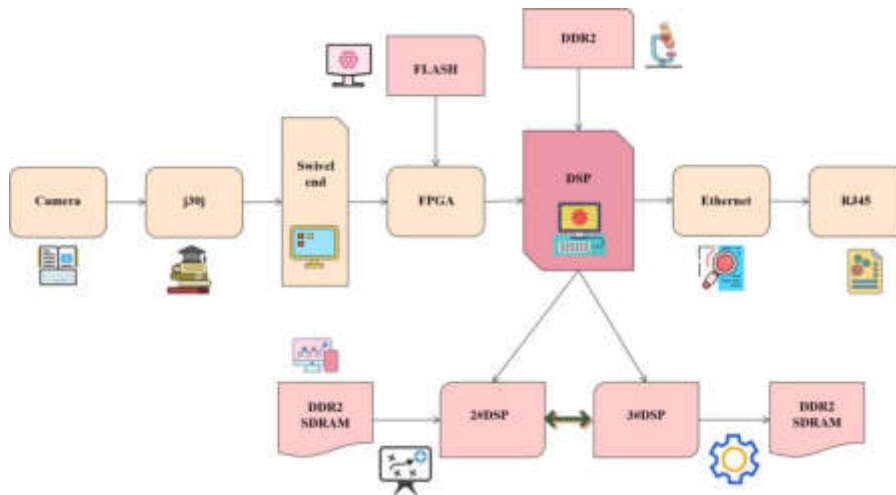 DDR2
FLASH
Swivel
end
Camera
j30j
FPGA
DSP
Ethernet
RJ45
DDR2
SDRAM
2#DSP
3#DSP
DDR2
SDRAM